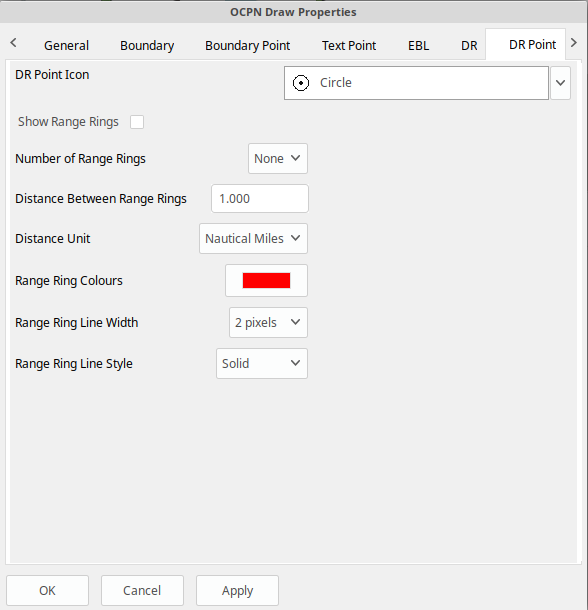 OCPN Draw Properties
General Boundary Boundary Point Text Point EBL DR DR Point
DR Point Icon Circle
Show Range Rings
Number of Range Rings None
Distance Between Range Rings 1.000
Distance Unit Nautical Miles
Range Ring Colours
Range Ring Line Width 2 pixels
Range Ring Line Style Solid
OK Cancel Apply